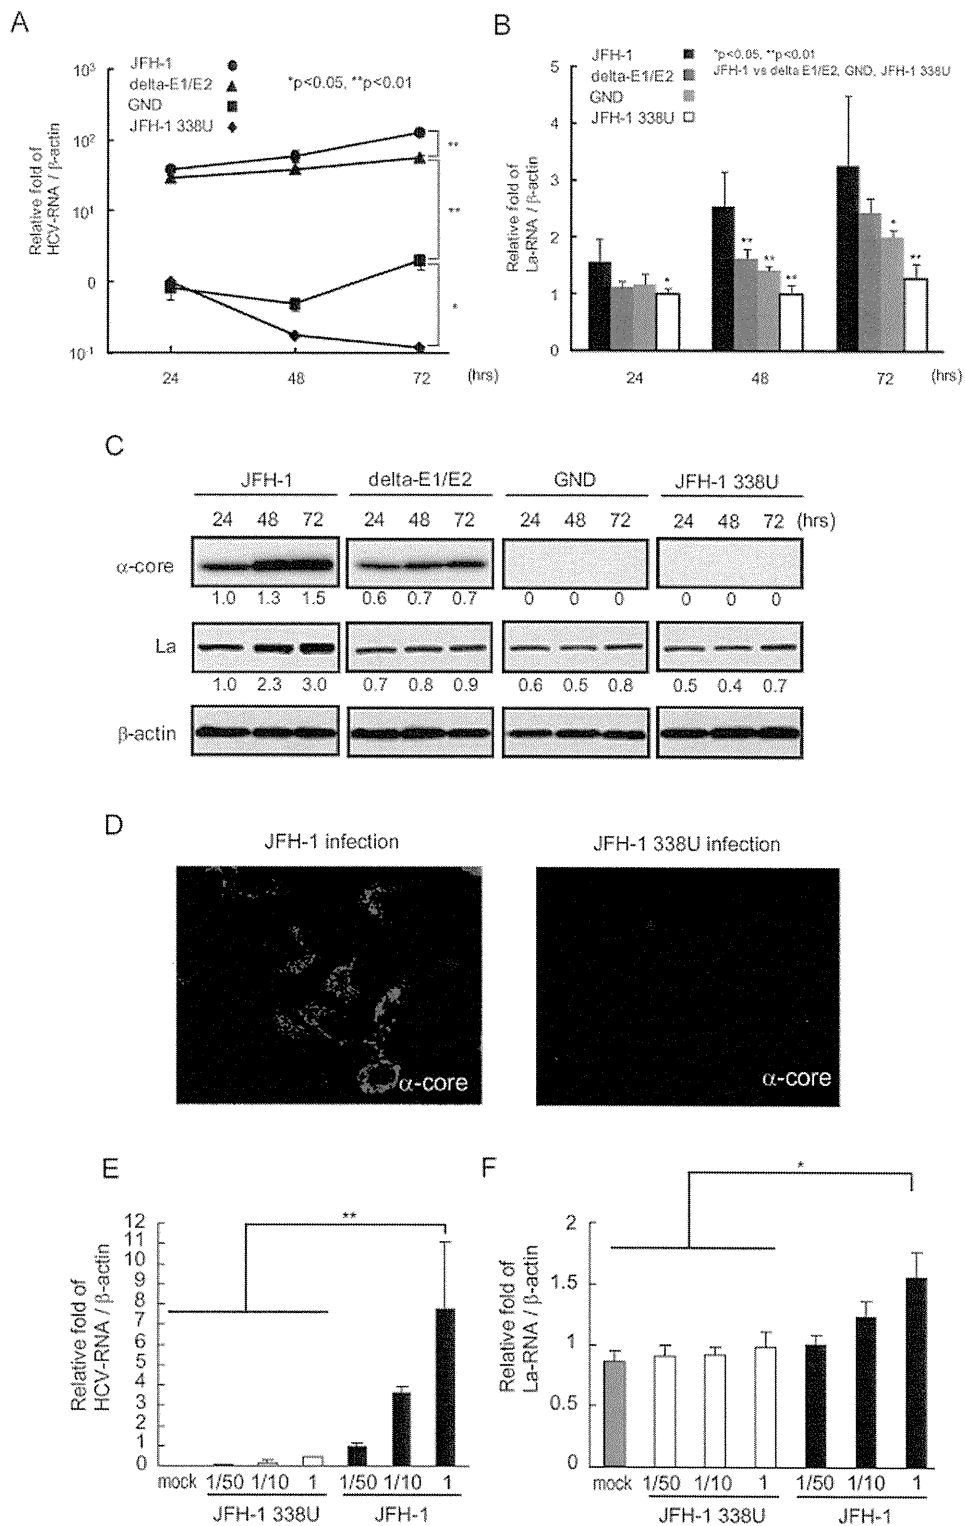 A
JFH-1
delta-E1/E2
GND
JFH-1 338U
*p<0.05, **p<0.01
Relative fold of
HCV-RNA / β-actin
10³
10²
10¹
0
10⁻¹
**
**
*
24 48 72 (hrs)
B
JFH-1
delta-E1/E2
GND
JFH-1 338U
*p<0.05, **p<0.01
JFH-1 vs delta E1/E2, GND, JFH-1 338U
Relative fold of
La-RNA / β-actin
5
4
3
2
1
0
* ** ** ** * **
24 48 72 (hrs)
C
JFH-1 delta-E1/E2 GND JFH-1 338U
24 48 72 24 48 72 24 48 72 24 48 72 (hrs)
α-core
1.0 1.3 1.5 0.6 0.7 0.7 0 0 0 0 0 0
La
1.0 2.3 3.0 0.7 0.8 0.9 0.6 0.5 0.8 0.5 0.4 0.7
β-actin
D
JFH-1 infection JFH-1 338U infection
α-core α-core
E
**
Relative fold of
HCV-RNA / β-actin
12
11
10
9
8
7
6
5
4
3
2
1
mock 1/50 1/10 1 1/50 1/10 1
JFH-1 338U JFH-1
F
*
Relative fold of
La-RNA / β-actin
2
1.5
1
0.5
0
mock 1/50 1/10 1 1/50 1/10 1
JFH-1 338U JFH-1